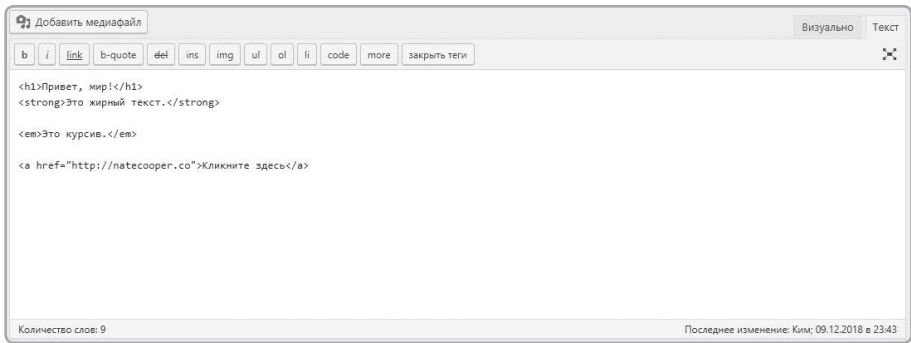 Добавить медиафайл
Визуально Текст
b i link b-quote del ins img ul ol li code more закрыть теги
<h1>Привет, мир!</h1>
<strong>Это жирный текст.</strong>
<em>Это курсив.</em>
<a href="http://natecooper.co">Кликните здесь</a>
Количество слов: 9 Последнее изменение: Ким; 09.12.2018 в 23:43